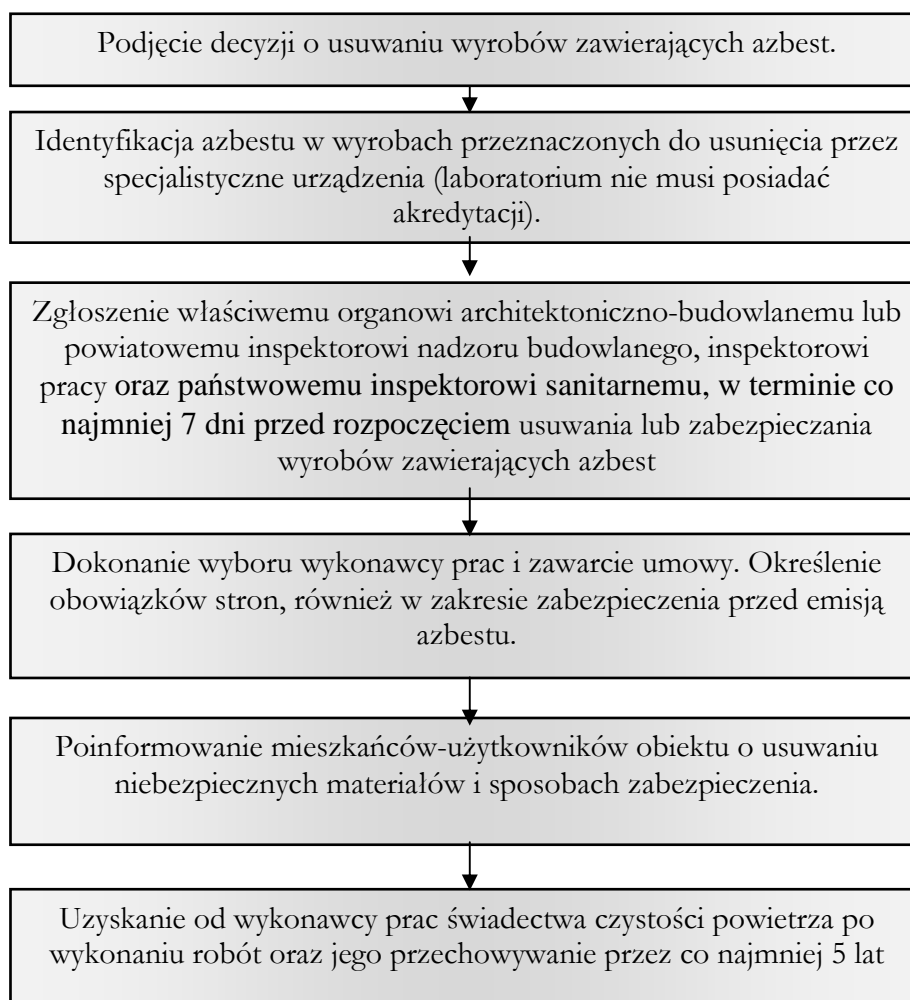 Podjęcie decyzji o usuwaniu wyrobów zawierających azbest.
Identyfikacja azbestu w wyrobach przeznaczonych do usunięcia przez
specjalistyczne urządzenia (laboratorium nie musi posiadać
akredytacji).
Zgłoszenie właściwemu organowi architektoniczno-budowlanemu lub
powiatowemu inspektorowi nadzoru budowlanego, inspektorowi
pracy oraz państwowemu inspektorowi sanitarnemu, w terminie co
najmniej 7 dni przed rozpoczęciem usuwania lub zabezpieczania
wyrobów zawierających azbest
Dokonanie wyboru wykonawcy prac i zawarcie umowy. Określenie
obowiązków stron, również w zakresie zabezpieczenia przed emisją
azbestu.
Poinformowanie mieszkańców-użytkowników obiektu o usuwaniu
niebezpiecznych materiałów i sposobach zabezpieczenia.
Uzyskanie od wykonawcy prac świadectwa czystości powietrza po
wykonaniu robót oraz jego przechowywanie przez co najmniej 5 lat